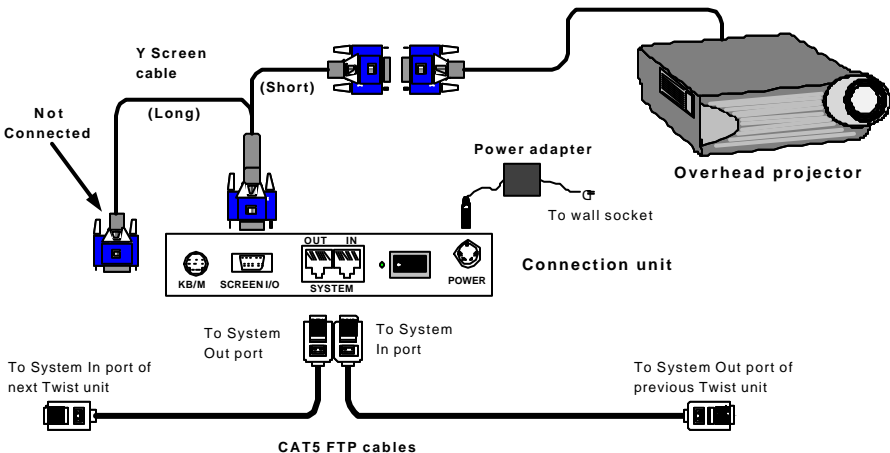 Y Screen
cable
(Short)
(Long)
Not
Connected
Power adapter
Overhead projector
To wall socket
OUT IN
KB/M SCREEN I/O SYSTEM POWER
Connection unit
To System
Out port
To System
In port
To System In port of
next Twist unit
To System Out port of
previous Twist unit
CAT5 FTP cables